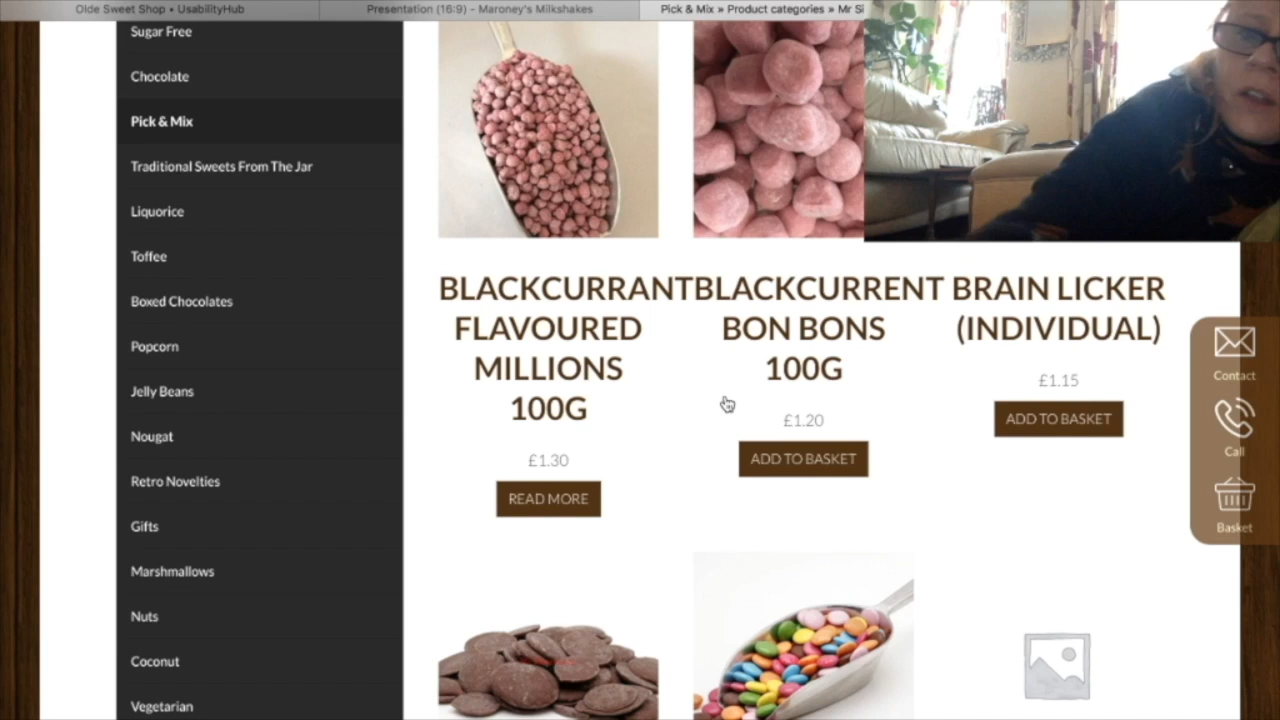 Olde Sweet Shop • UsabilityHub
Presentation (16:9) – Maroney's Milkshakes
Pick & Mix » Product categories » Mr Si
Sugar Free
Chocolate
Pick & Mix
Traditional Sweets From The Jar
Liquorice
Toffee
Boxed Chocolates
Popcorn
Jelly Beans
Nougat
Retro Novelties
Gifts
Marshmallows
Nuts
Coconut
Vegetarian
BLACKCURRANT
FLAVOURED
MILLIONS
100G
£1.30
READ MORE
BLACKCURRENT
BON BONS
100G
£1.20
ADD TO BASKET
BRAIN LICKER
(INDIVIDUAL)
£1.15
ADD TO BASKET
Contact
Call
Basket